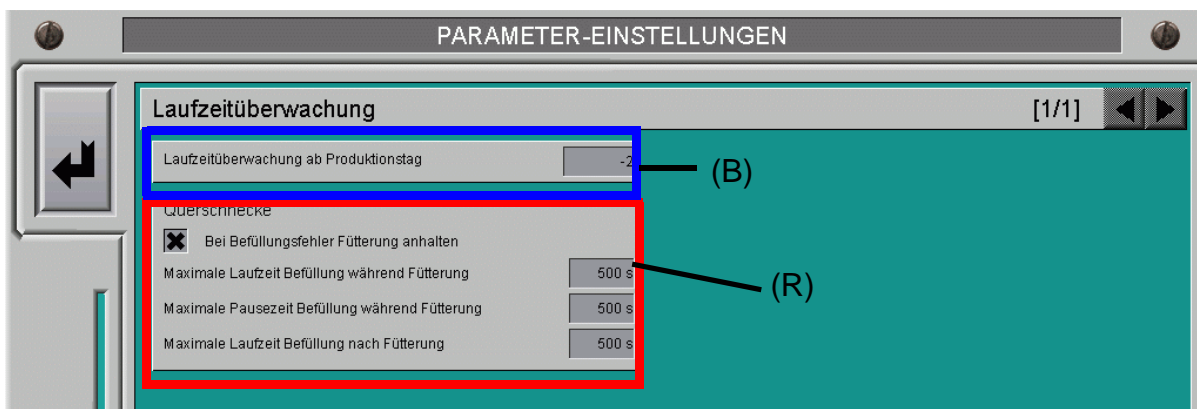 PARAMETER-EINSTELLUNGEN
Laufzeitüberwachung [1/1]
Laufzeitüberwachung ab Produktionstag -2
(B)
Querschnecke
Bei Befüllungsfehler Fütterung anhalten
Maximale Laufzeit Befüllung während Fütterung 500 s
(R)
Maximale Pausezeit Befüllung während Fütterung 500 s
Maximale Laufzeit Befüllung nach Fütterung 500 s